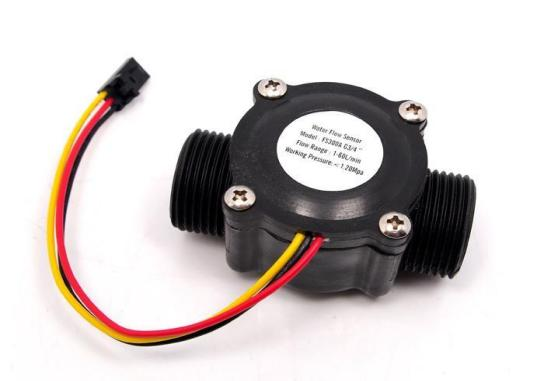 Water Flow Sensor
Model : FS300A G3/4 "
Flow Range : 1-60L/min
Working Pressure: < 1.20Mpa